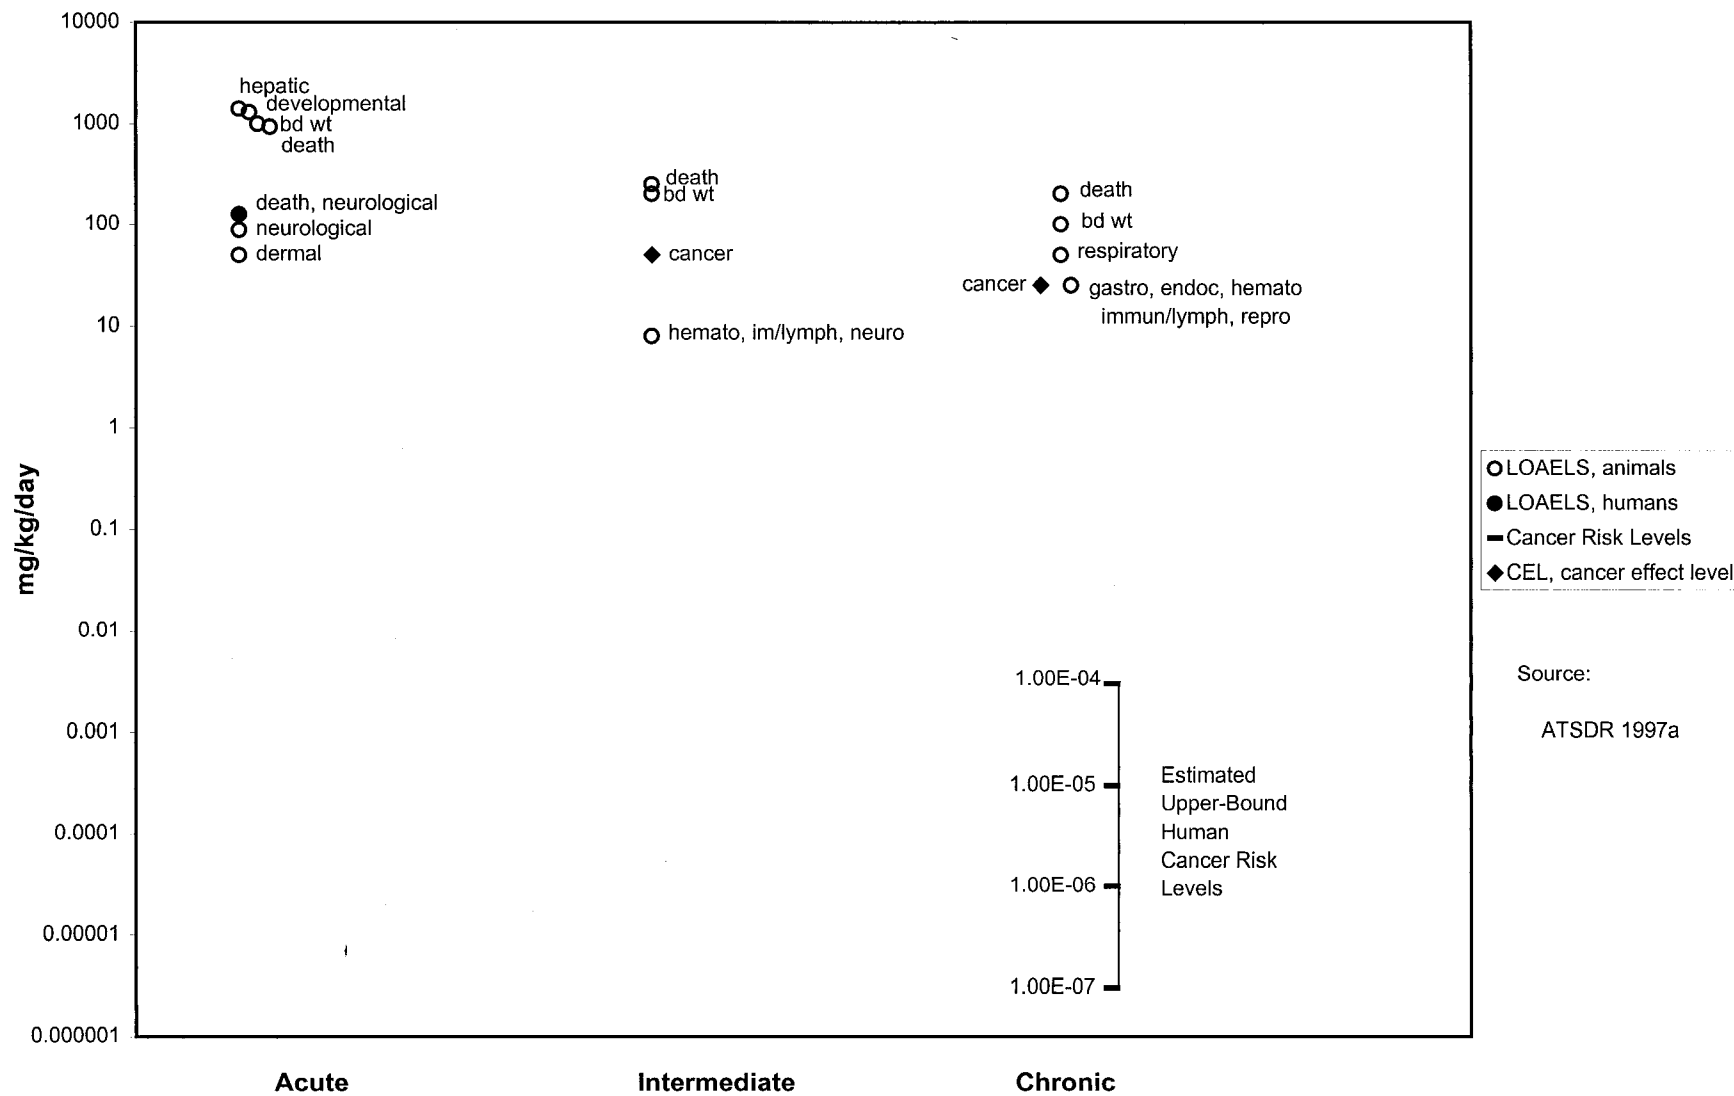 10000
1000
100
10
1
0.1
0.01
0.001
0.0001
0.00001
0.000001
mg/kg/day
hepatic
developmental
bd wt
death
death, neurological
neurological
dermal
death
bd wt
cancer
hemato, im/lymph, neuro
death
bd wt
respiratory
cancer
gastro, endoc, hemato
immun/lymph, repro
1.00E-04
1.00E-05
1.00E-06
1.00E-07
Estimated
Upper-Bound
Human
Cancer Risk
Levels
Acute
Intermediate
Chronic
LOAELS, animals
LOAELS, humans
Cancer Risk Levels
CEL, cancer effect level
Source:
ATSDR 1997a